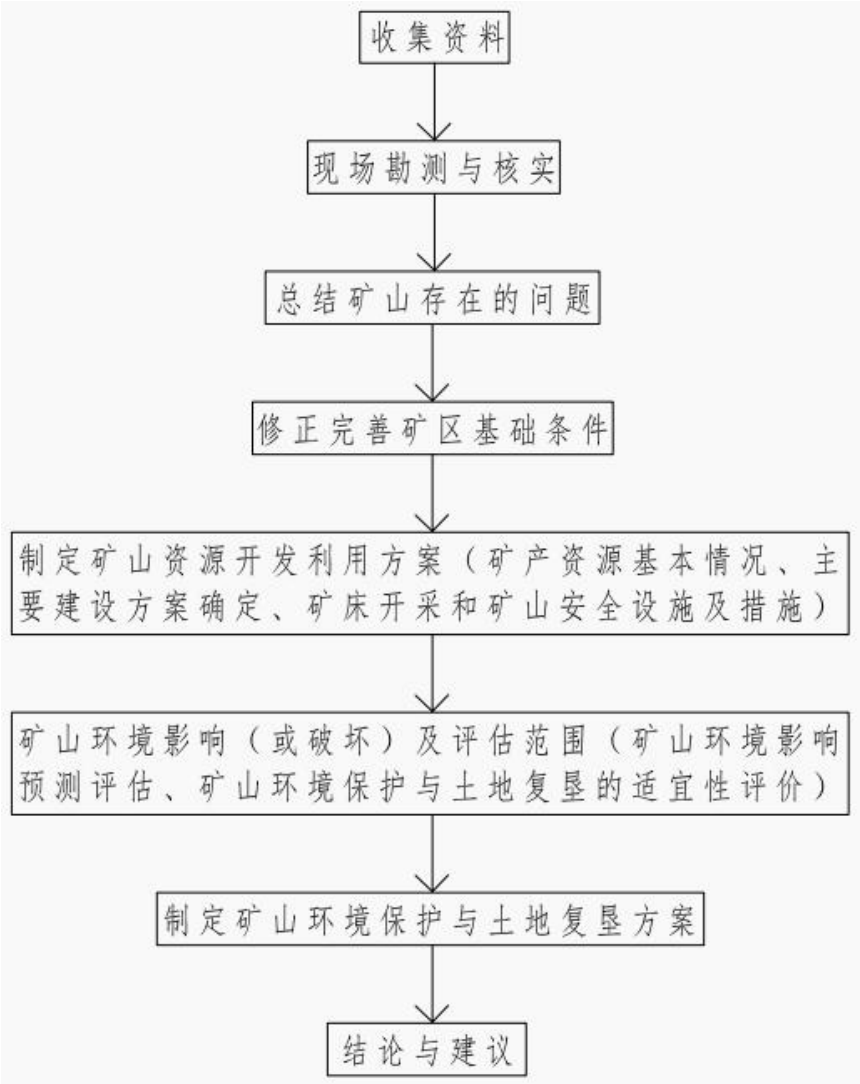 收集资料
现场勘测与核实
总结矿山存在的问题
修正完善矿区基础条件
制定矿山资源开发利用方案（矿产资源基本情况、主
要建设方案确定、矿床开采和矿山安全设施及措施）
矿山环境影响（或破坏）及评估范围（矿山环境影响
预测评估、矿山环境保护与土地复垦的适宜性评价）
制定矿山环境保护与土地复垦方案
结论与建议